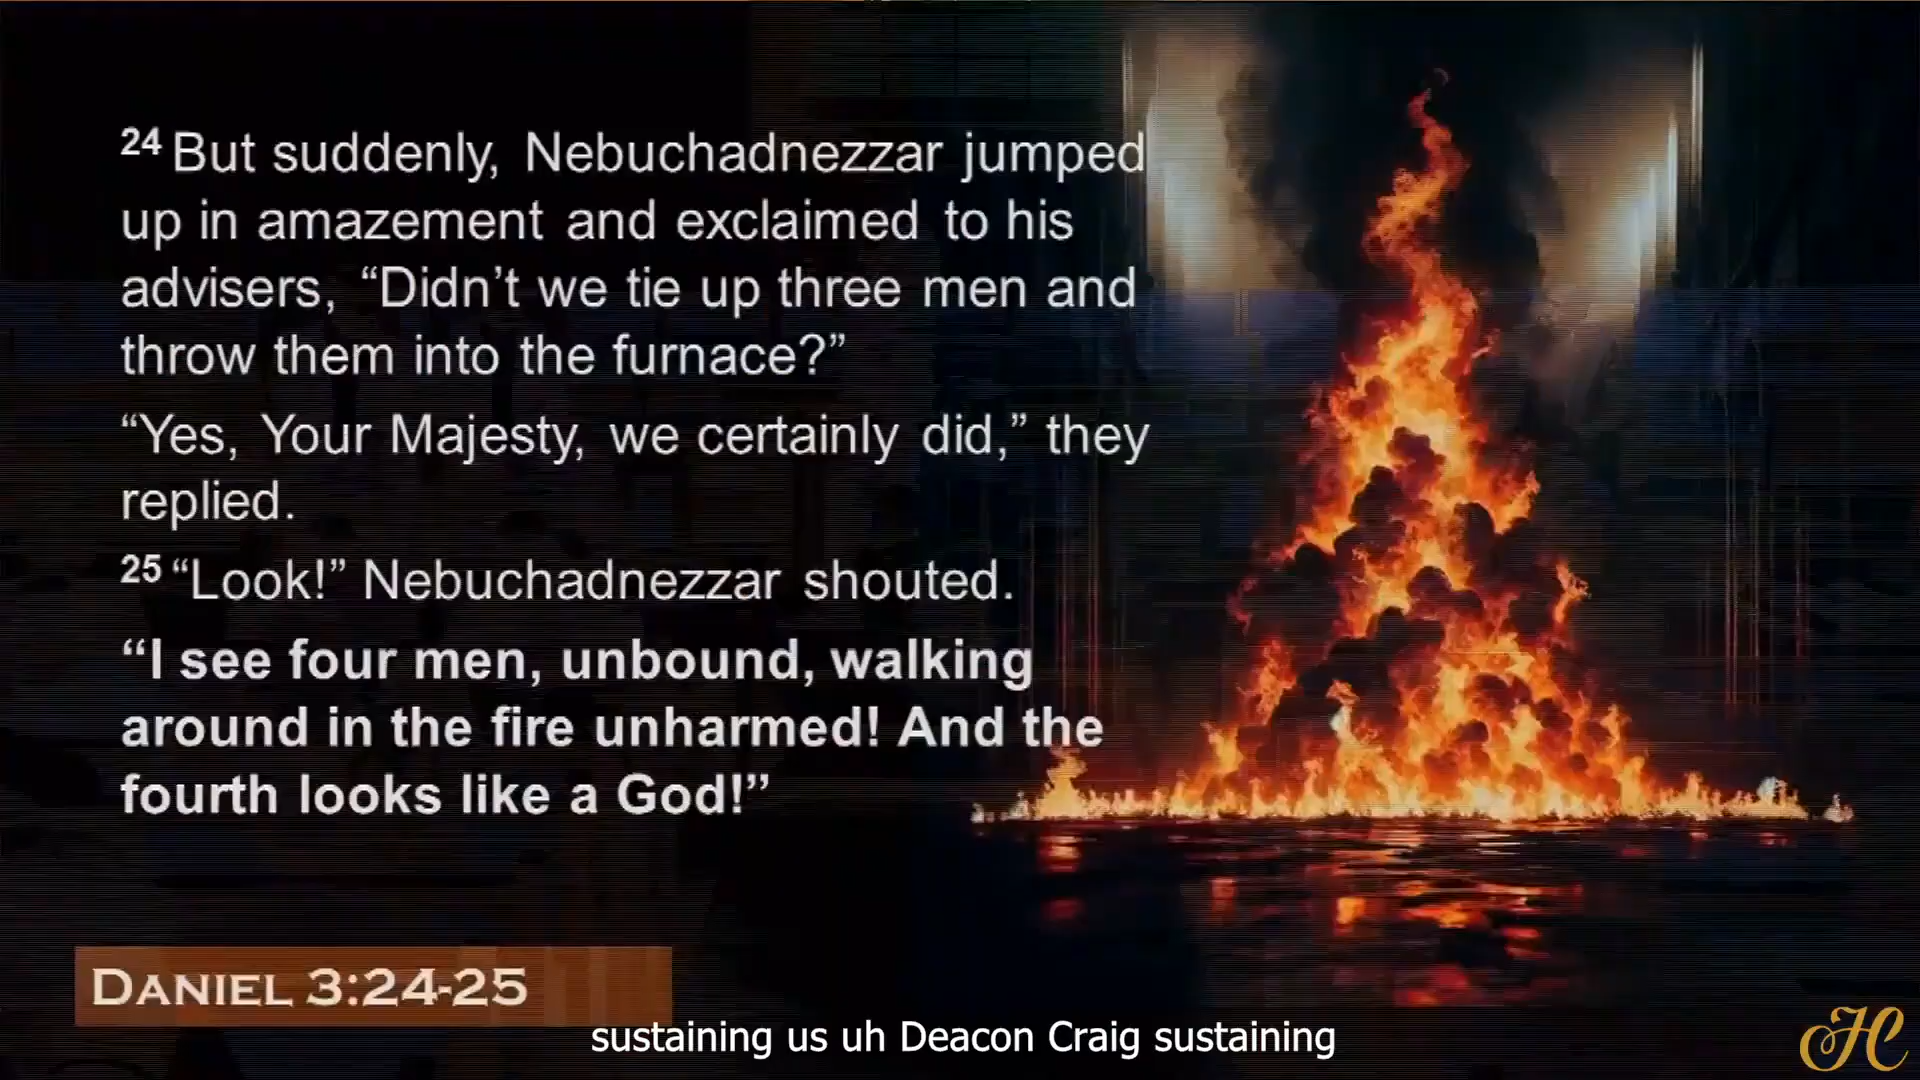 24 But suddenly, Nebuchadnezzar jumped
up in amazement and exclaimed to his
advisers, “Didn’t we tie up three men and
throw them into the furnace?”
“Yes, Your Majesty, we certainly did,” they
replied.
25 “Look!” Nebuchadnezzar shouted.
“I see four men, unbound, walking
around in the fire unharmed! And the
fourth looks like a God!”
DANIEL 3:24-25
sustaining us uh Deacon Craig sustaining
H